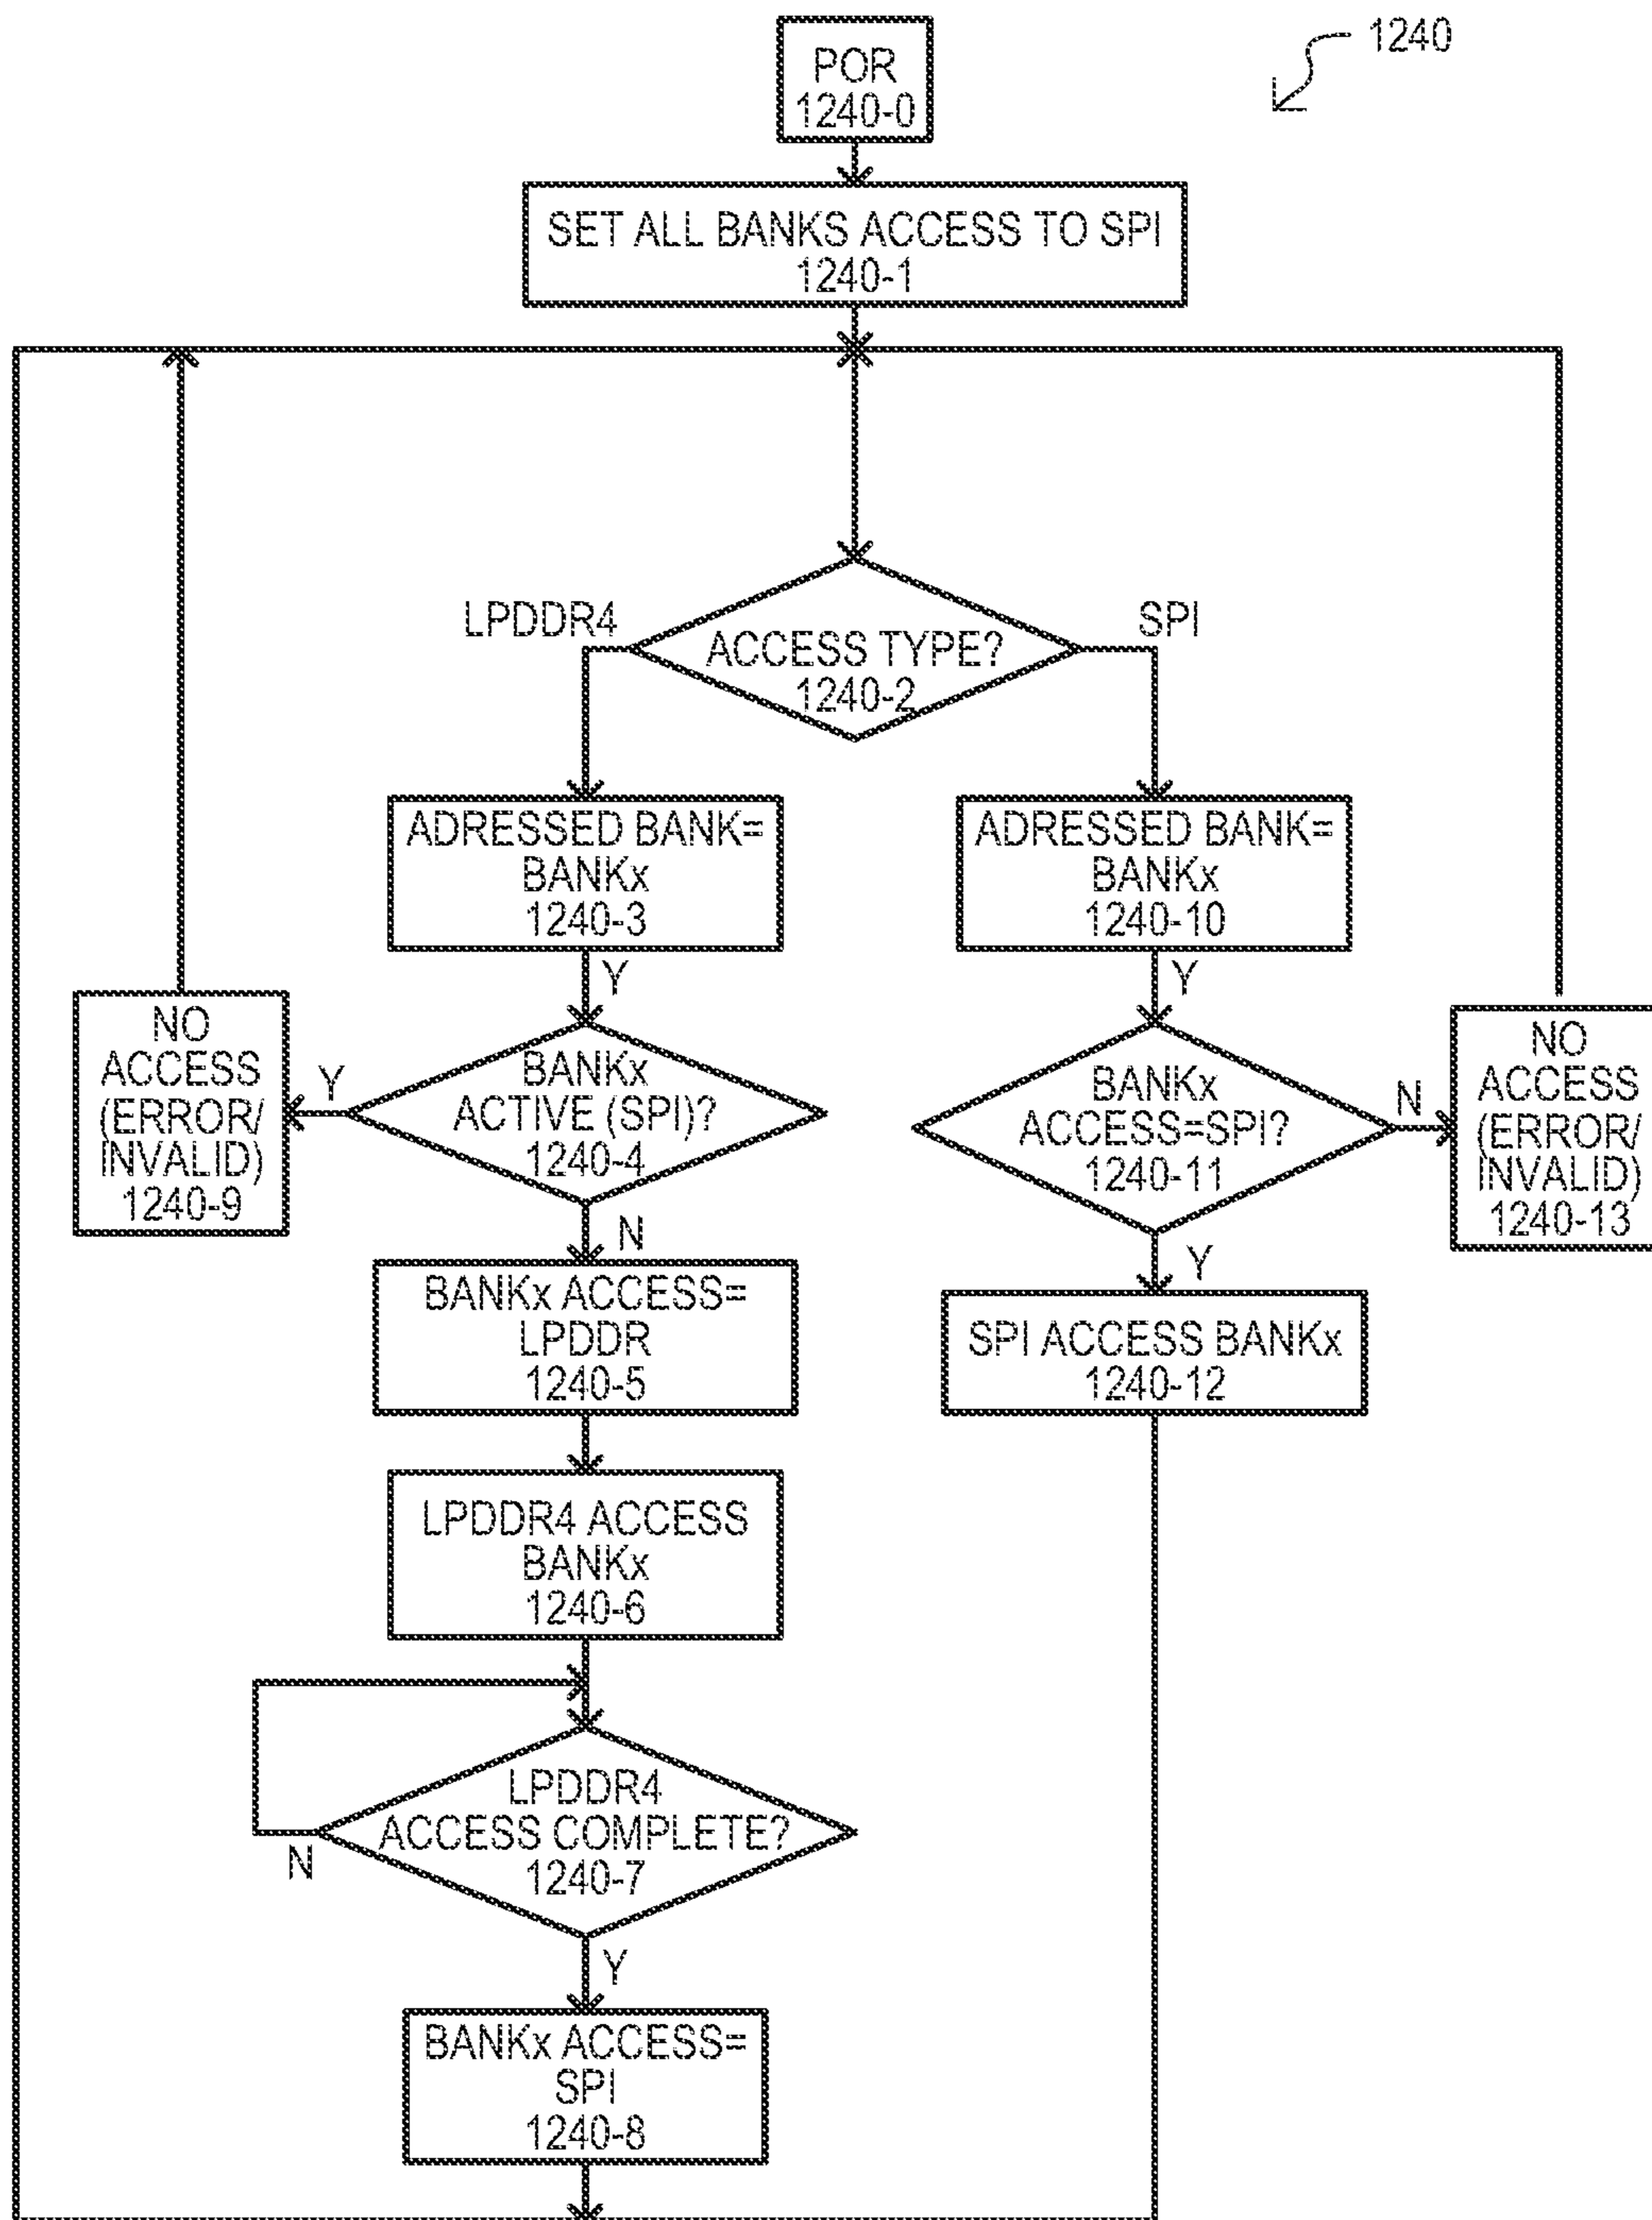 1240
POR
1240-0
SET ALL BANKS ACCESS TO SPI
1240-1
LPDDR4
SPI
ACCESS TYPE?
1240-2
ADRESSED BANK=
BANKx
1240-3
ADRESSED BANK=
BANKx
1240-10
Y
Y
NO
ACCESS
(ERROR/
INVALID)
1240-9
Y
BANKx
ACTIVE (SPI)?
1240-4
BANKx
ACCESS=SPI?
1240-11
N
NO
ACCESS
(ERROR/
INVALID)
1240-13
N
Y
BANKx ACCESS=
LPDDR
1240-5
SPI ACCESS BANKx
1240-12
LPDDR4 ACCESS
BANKx
1240-6
LPDDR4
ACCESS COMPLETE?
1240-7
N
Y
BANKx ACCESS=
SPI
1240-8